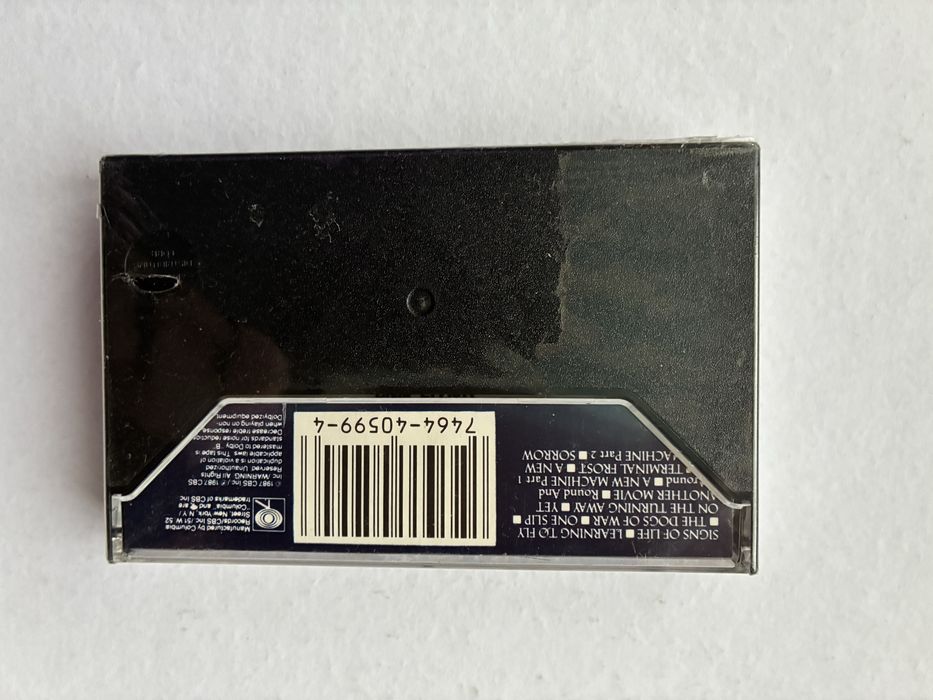 SIGNS OF LIFE ■ LEARNING TO FLY
■ THE DOGS OF WAR ■ ONE SLIP ■
ON THE TURNING AWAY ■ YET
ANOTHER MOVIE ■ Round And
round ■ A NEW MACHINE Part 1
■ TERMINAL FROST ■ A NEW
MACHINE Part 2 ■ SORROW
7464-40599-4
Manufactured by Columbia
Records/CBS Inc./51 W 52
Street, New York, N.Y./
"Columbia," and are
trademarks of CBS Inc.
© 1987 CBS Inc./ ℗ 1987 CBS
Inc./WARNING: All Rights
Reserved. Unauthorized
duplication is a violation of
applicable laws. This tape is
mastered to Dolby "B"
standards for noise reduction.
Decrease treble response
when playing on non-
Dolbyized equipment.